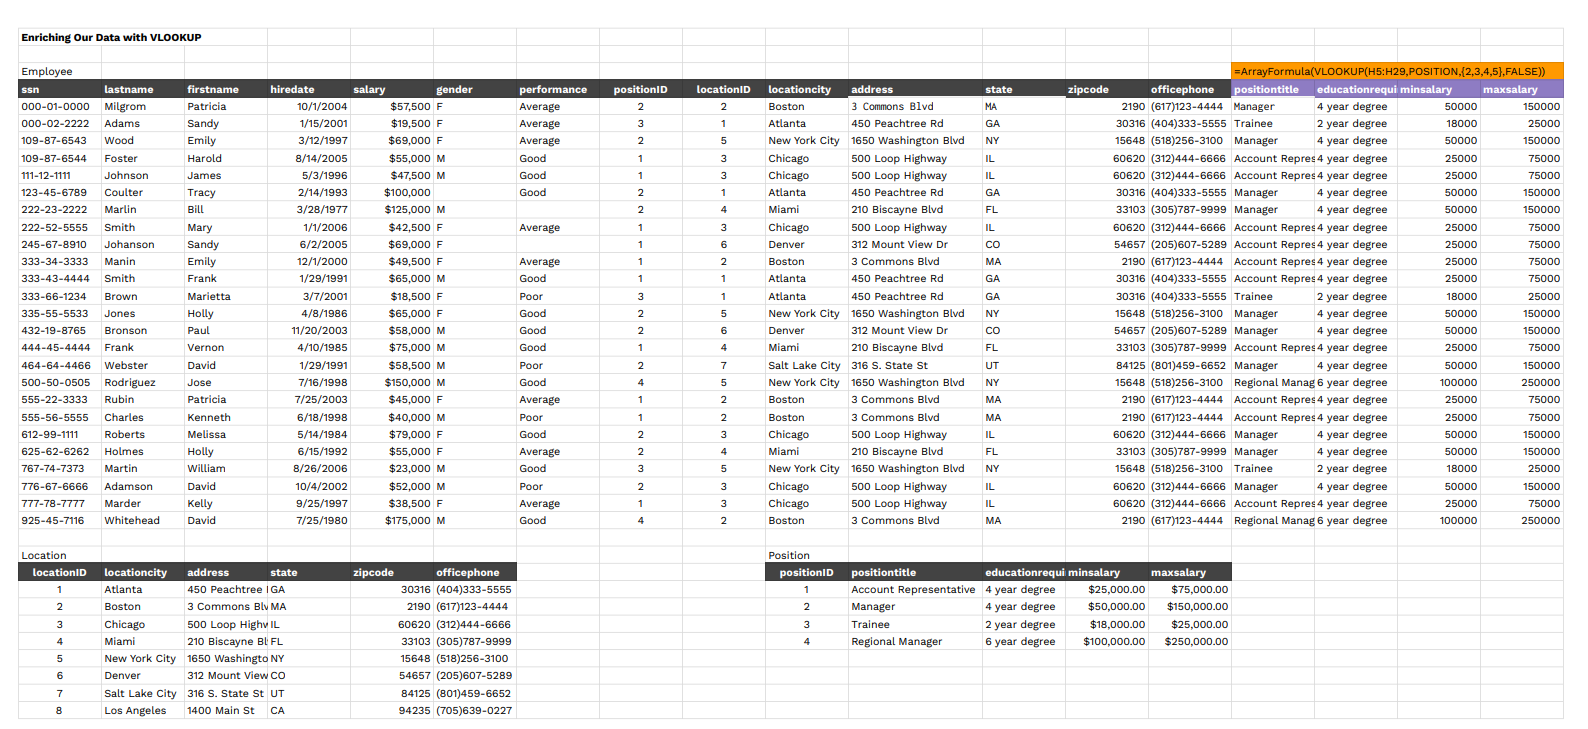 Enriching Our Data with VLOOKUP
Employee =ArrayFormula(VLOOKUP(H5:H29,POSITION,{2,3,4,5},FALSE))
ssn lastname firstname hiredate salary gender performance positionID locationID locationcity address state zipcode officephone positiontitle educationrequi minsalary maxsalary
000-01-0000 Milgrom Patricia 10/1/2004 $57,500 F Average 2 2 Boston 3 Commons Blvd MA 2190 (617)123-4444 Manager 4 year degree 50000 150000
000-02-2222 Adams Sandy 1/15/2001 $19,500 F Average 3 1 Atlanta 450 Peachtree Rd GA 30316 (404)333-5555 Trainee 2 year degree 18000 25000
109-87-6543 Wood Emily 3/12/1997 $69,000 F Average 2 5 New York City 1650 Washington Blvd NY 15648 (518)256-3100 Manager 4 year degree 50000 150000
109-87-6544 Foster Harold 8/14/2005 $55,000 M Good 1 3 Chicago 500 Loop Highway IL 60620 (312)444-6666 Account Repres 4 year degree 25000 75000
111-12-1111 Johnson James 5/3/1996 $47,500 M Good 1 3 Chicago 500 Loop Highway IL 60620 (312)444-6666 Account Repres 4 year degree 25000 75000
123-45-6789 Coulter Tracy 2/14/1993 $100,000 Good 2 1 Atlanta 450 Peachtree Rd GA 30316 (404)333-5555 Manager 4 year degree 50000 150000
222-23-2222 Marlin Bill 3/28/1977 $125,000 M 2 4 Miami 210 Biscayne Blvd FL 33103 (305)787-9999 Manager 4 year degree 50000 150000
222-52-5555 Smith Mary 1/1/2006 $42,500 F Average 1 3 Chicago 500 Loop Highway IL 60620 (312)444-6666 Account Repres 4 year degree 25000 75000
245-67-8910 Johanson Sandy 6/2/2005 $69,000 F 1 6 Denver 312 Mount View Dr CO 54657 (205)607-5289 Account Repres 4 year degree 25000 75000
333-34-3333 Manin Emily 12/1/2000 $49,500 F Average 1 2 Boston 3 Commons Blvd MA 2190 (617)123-4444 Account Repres 4 year degree 25000 75000
333-43-4444 Smith Frank 1/29/1991 $65,000 M Good 1 1 Atlanta 450 Peachtree Rd GA 30316 (404)333-5555 Account Repres 4 year degree 25000 75000
333-66-1234 Brown Marietta 3/7/2001 $18,500 F Poor 3 1 Atlanta 450 Peachtree Rd GA 30316 (404)333-5555 Trainee 2 year degree 18000 25000
335-55-5533 Jones Holly 4/8/1986 $65,000 F Good 2 5 New York City 1650 Washington Blvd NY 15648 (518)256-3100 Manager 4 year degree 50000 150000
432-19-8765 Bronson Paul 11/20/2003 $58,000 M Good 2 6 Denver 312 Mount View Dr CO 54657 (205)607-5289 Manager 4 year degree 50000 150000
444-45-4444 Frank Vernon 4/10/1985 $75,000 M Good 1 4 Miami 210 Biscayne Blvd FL 33103 (305)787-9999 Account Repres 4 year degree 25000 75000
464-64-4466 Webster David 1/29/1991 $58,500 M Poor 2 7 Salt Lake City 316 S. State St UT 84125 (801)459-6652 Manager 4 year degree 50000 150000
500-50-0505 Rodriguez Jose 7/16/1998 $150,000 M Good 4 5 New York City 1650 Washington Blvd NY 15648 (518)256-3100 Regional Manag 6 year degree 100000 250000
555-22-3333 Rubin Patricia 7/25/2003 $45,000 F Average 1 2 Boston 3 Commons Blvd MA 2190 (617)123-4444 Account Repres 4 year degree 25000 75000
555-56-5555 Charles Kenneth 6/18/1998 $40,000 M Poor 1 2 Boston 3 Commons Blvd MA 2190 (617)123-4444 Account Repres 4 year degree 25000 75000
612-99-1111 Roberts Melissa 5/14/1984 $79,000 F Good 2 3 Chicago 500 Loop Highway IL 60620 (312)444-6666 Manager 4 year degree 50000 150000
625-62-6262 Holmes Holly 6/15/1992 $55,000 F Average 2 4 Miami 210 Biscayne Blvd FL 33103 (305)787-9999 Manager 4 year degree 50000 150000
767-74-7373 Martin William 8/26/2006 $23,000 M Good 3 5 New York City 1650 Washington Blvd NY 15648 (518)256-3100 Trainee 2 year degree 18000 25000
776-67-6666 Adamson David 10/4/2002 $52,000 M Poor 2 3 Chicago 500 Loop Highway IL 60620 (312)444-6666 Manager 4 year degree 50000 150000
777-78-7777 Marder Kelly 9/25/1997 $38,500 F Average 1 3 Chicago 500 Loop Highway IL 60620 (312)444-6666 Account Repres 4 year degree 25000 75000
925-45-7116 Whitehead David 7/25/1980 $175,000 M Good 4 2 Boston 3 Commons Blvd MA 2190 (617)123-4444 Regional Manag 6 year degree 100000 250000
Location Position
locationID locationcity address state zipcode officephone positionID positiontitle educationrequi minsalary maxsalary
1 Atlanta 450 Peachtree GA 30316 (404)333-5555 1 Account Representative 4 year degree $25,000.00 $75,000.00
2 Boston 3 Commons Blv MA 2190 (617)123-4444 2 Manager 4 year degree $50,000.00 $150,000.00
3 Chicago 500 Loop Highw IL 60620 (312)444-6666 3 Trainee 2 year degree $18,000.00 $25,000.00
4 Miami 210 Biscayne Bl FL 33103 (305)787-9999 4 Regional Manager 6 year degree $100,000.00 $250,000.00
5 New York City 1650 Washingto NY 15648 (518)256-3100
6 Denver 312 Mount View CO 54657 (205)607-5289
7 Salt Lake City 316 S. State St UT 84125 (801)459-6652
8 Los Angeles 1400 Main St CA 94235 (705)639-0227